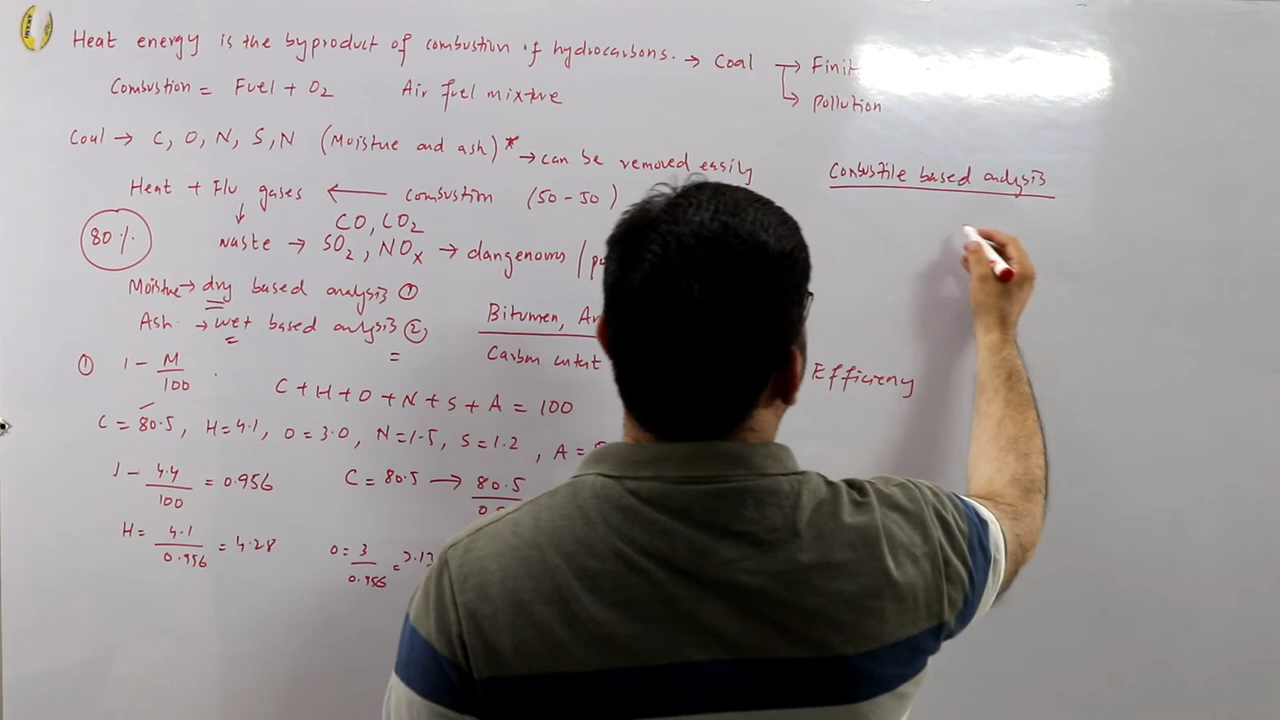 Heat energy is the byproduct of combustion of hydrocarbons. → Coal → Finit
Combustion = Fuel + O2 Air fuel mixture → pollution
Coal → C, O, N, S, N (Moisture and ash)* → can be removed easily
Combustile based analysis
Heat + Flu gases ← combustion (50-50)
CO, CO2
80% waste → SO2, NOx → dangerous /
Moisture → dry based analysis ①
Ash. → wet based analysis ②
Bitumen,
Carbon
① 1 - M/100
C + H + O + N + S + A = 100
Efficieny
C = 80.5, H = 4.1, O = 3.0, N = 1.5, S = 1.2, A =
1 - 4.4/100 = 0.956 C = 80.5 → 80.5
H = 4.1/0.956 = 4.28 O = 3/0.956 =